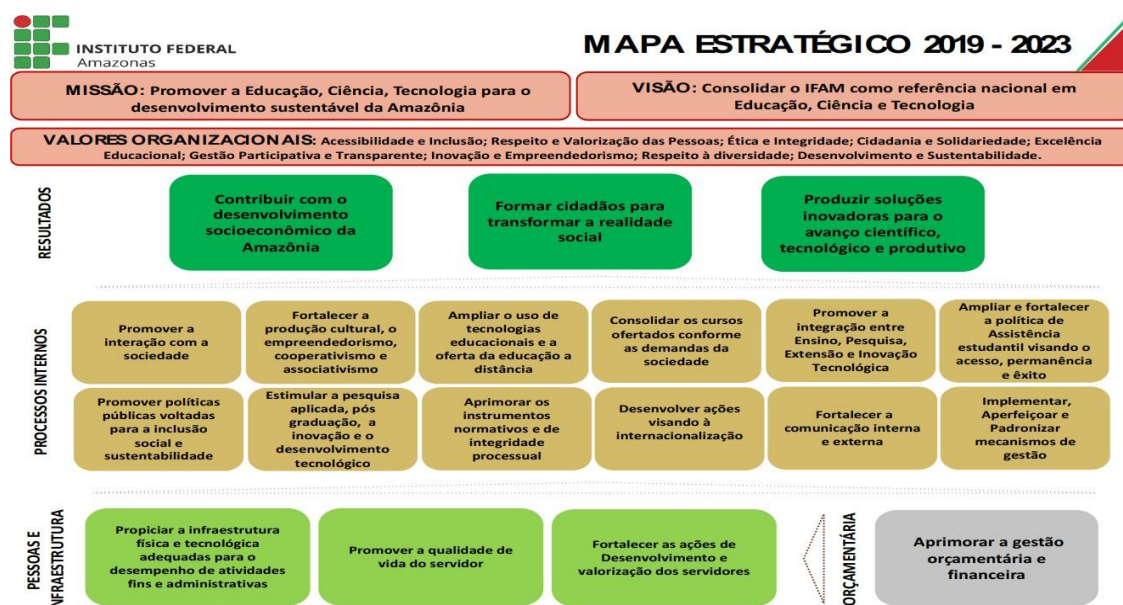 INSTITUTO FEDERAL
Amazonas
MAPA ESTRATÉGICO 2019 - 2023
MISSÃO: Promover a Educação, Ciência, Tecnologia para o
desenvolvimento sustentável da Amazônia
VISÃO: Consolidar o IFAM como referência nacional em
Educação, Ciência e Tecnologia
VALORES ORGANIZACIONAIS: Acessibilidade e Inclusão; Respeito e Valorização das Pessoas; Ética e Integridade; Cidadania e Solidariedade; Excelência
Educacional; Gestão Participativa e Transparente; Inovação e Empreendedorismo; Respeito à diversidade; Desenvolvimento e Sustentabilidade.
RESULTADOS
Contribuir com o
desenvolvimento
socioeconômico da
Amazônia
Formar cidadãos para
transformar a realidade
social
Produzir soluções
inovadoras para o
avanço científico,
tecnológico e produtivo
PROCESSOS INTERNOS
Promover a
interação com a
sociedade
Fortalecer a
produção cultural, o
empreendedorismo,
cooperativismo e
associativismo
Ampliar o uso de
tecnologias
educacionais e a
oferta da educação a
distância
Consolidar os cursos
ofertados conforme
as demandas da
sociedade
Promover a
integração entre
Ensino, Pesquisa,
Extensão e Inovação
Tecnológica
Ampliar e fortalecer
a política de
Assistência
estudantil visando o
acesso, permanência
e êxito
Promover políticas
públicas voltadas
para a inclusão
social e
sustentabilidade
Estimular a pesquisa
aplicada, pós
graduação, a
inovação e o
desenvolvimento
tecnológico
Aprimorar os
instrumentos
normativos e de
integridade
processual
Desenvolver ações
visando à
internacionalização
Fortalecer a
comunicação interna
e externa
Implementar,
Aperfeiçoar e
Padronizar
mecanismos de
gestão
PESSOAS E
NFRAESTRUTURA
Propiciar a infraestrutura
física e tecnológica
adequadas para o
desempenho de atividades
fins e administrativas
Promover a qualidade de
vida do servidor
Fortalecer as ações de
Desenvolvimento e
valorização dos servidores
ORÇAMENTÁRIA
Aprimorar a gestão
orçamentária e
financeira